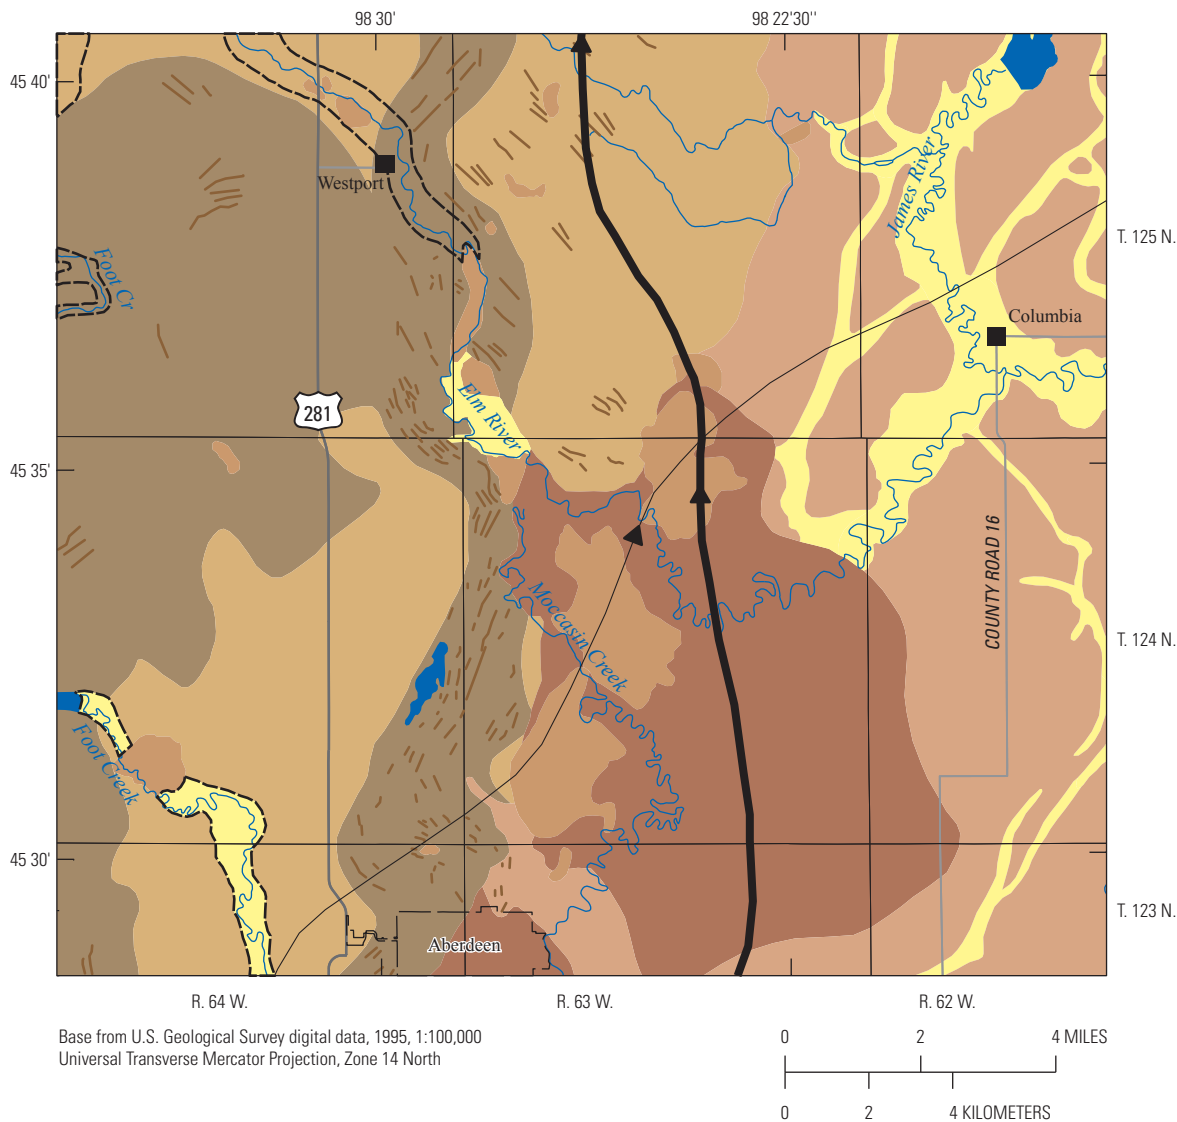 98 30'
98 22'30''
45 40'
James River
Westport
Foot Cr
T. 125 N.
Columbia
Elm River
281
45 35'
COUNTY ROAD 16
Moccasin Creek
T. 124 N.
Foot Creek
45 30'
T. 123 N.
Aberdeen
R. 64 W.
R. 63 W.
R. 62 W.
Base from U.S. Geological Survey digital data, 1995, 1:100,000
Universal Transverse Mercator Projection, Zone 14 North
0 2 4 MILES
0 2 4 KILOMETERS